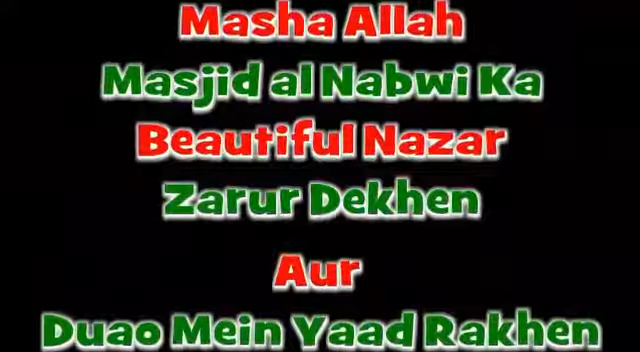 Masha Allah
Masjid al Nabwi Ka
Beautiful Nazar
Zarur Dekhen
Aur
Duao Mein Yaad Rakhen